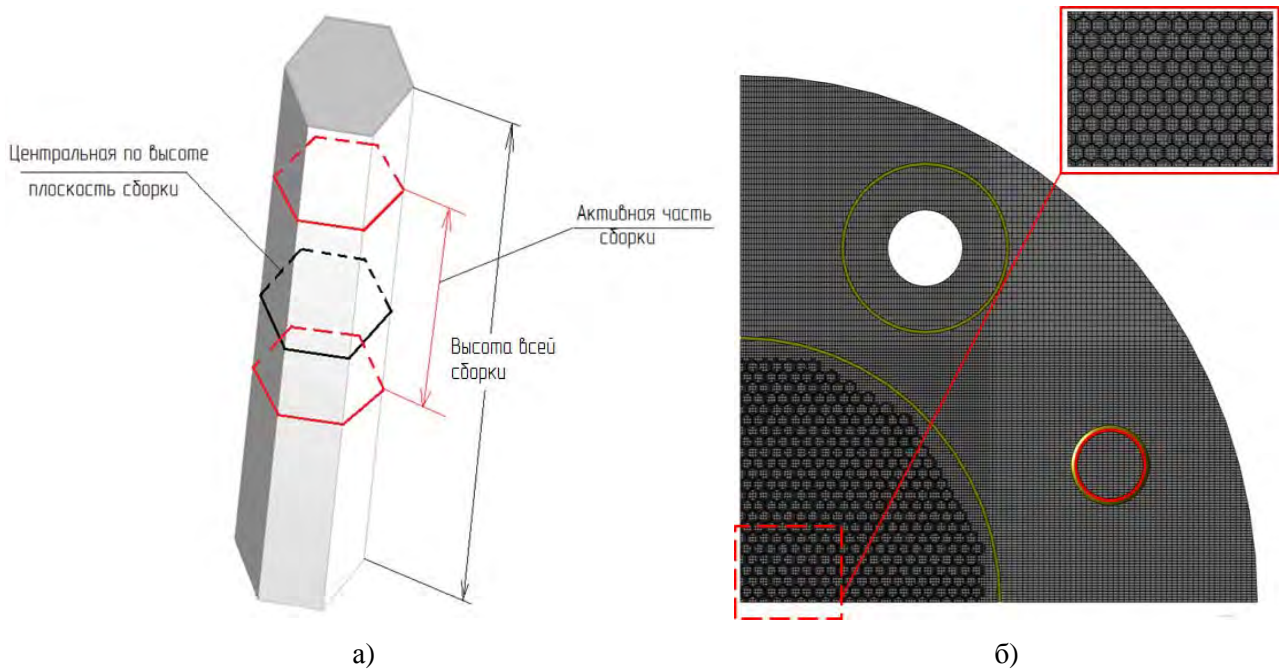 Центральная по высоте
плоскость сборки
Активная часть
сборки
Высота всей
сборки
а)
б)